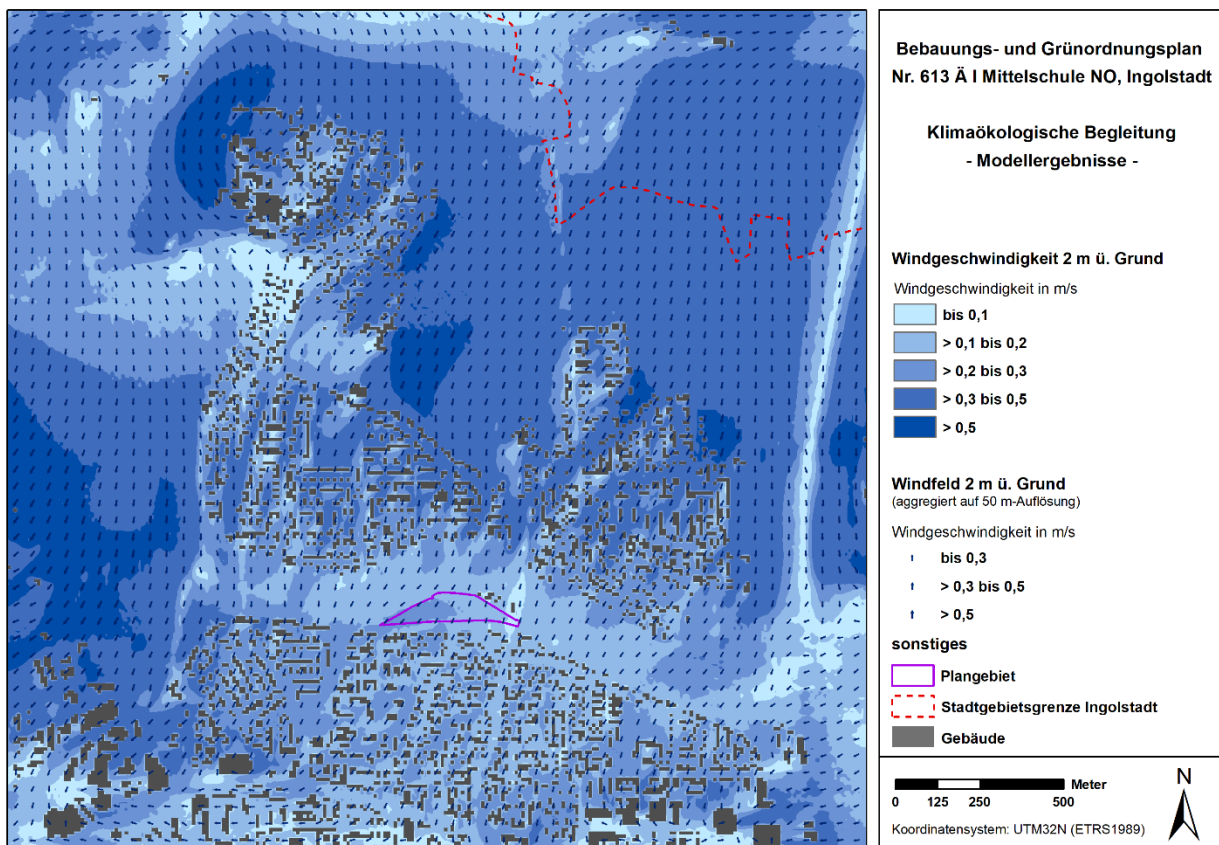 Bebauungs- und Grünordnungsplan
Nr. 613 Ä I Mittelschule NO, Ingolstadt
Klimaökologische Begleitung
- Modellergebnisse -
Windgeschwindigkeit 2 m ü. Grund
Windgeschwindigkeit in m/s
bis 0,1
> 0,1 bis 0,2
> 0,2 bis 0,3
> 0,3 bis 0,5
> 0,5
Windfeld 2 m ü. Grund
(aggregiert auf 50 m-Auflösung)
Windgeschwindigkeit in m/s
bis 0,3
> 0,3 bis 0,5
> 0,5
sonstiges
Plangebiet
Stadtgebietsgrenze Ingolstadt
Gebäude
Meter
0 125 250 500
N
Koordinatensystem: UTM32N (ETRS1989)